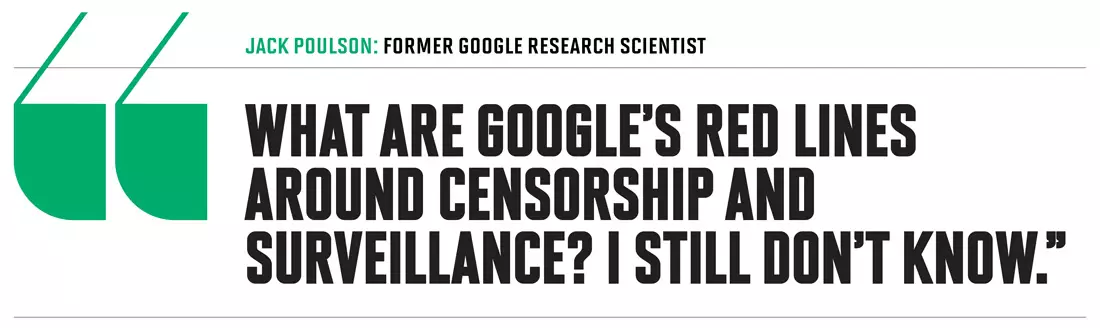 JACK POULSON: FORMER GOOGLE RESEARCH SCIENTIST
WHAT ARE GOOGLE’S RED LINES
AROUND CENSORSHIP AND
SURVEILLANCE? I STILL DON’T KNOW.”